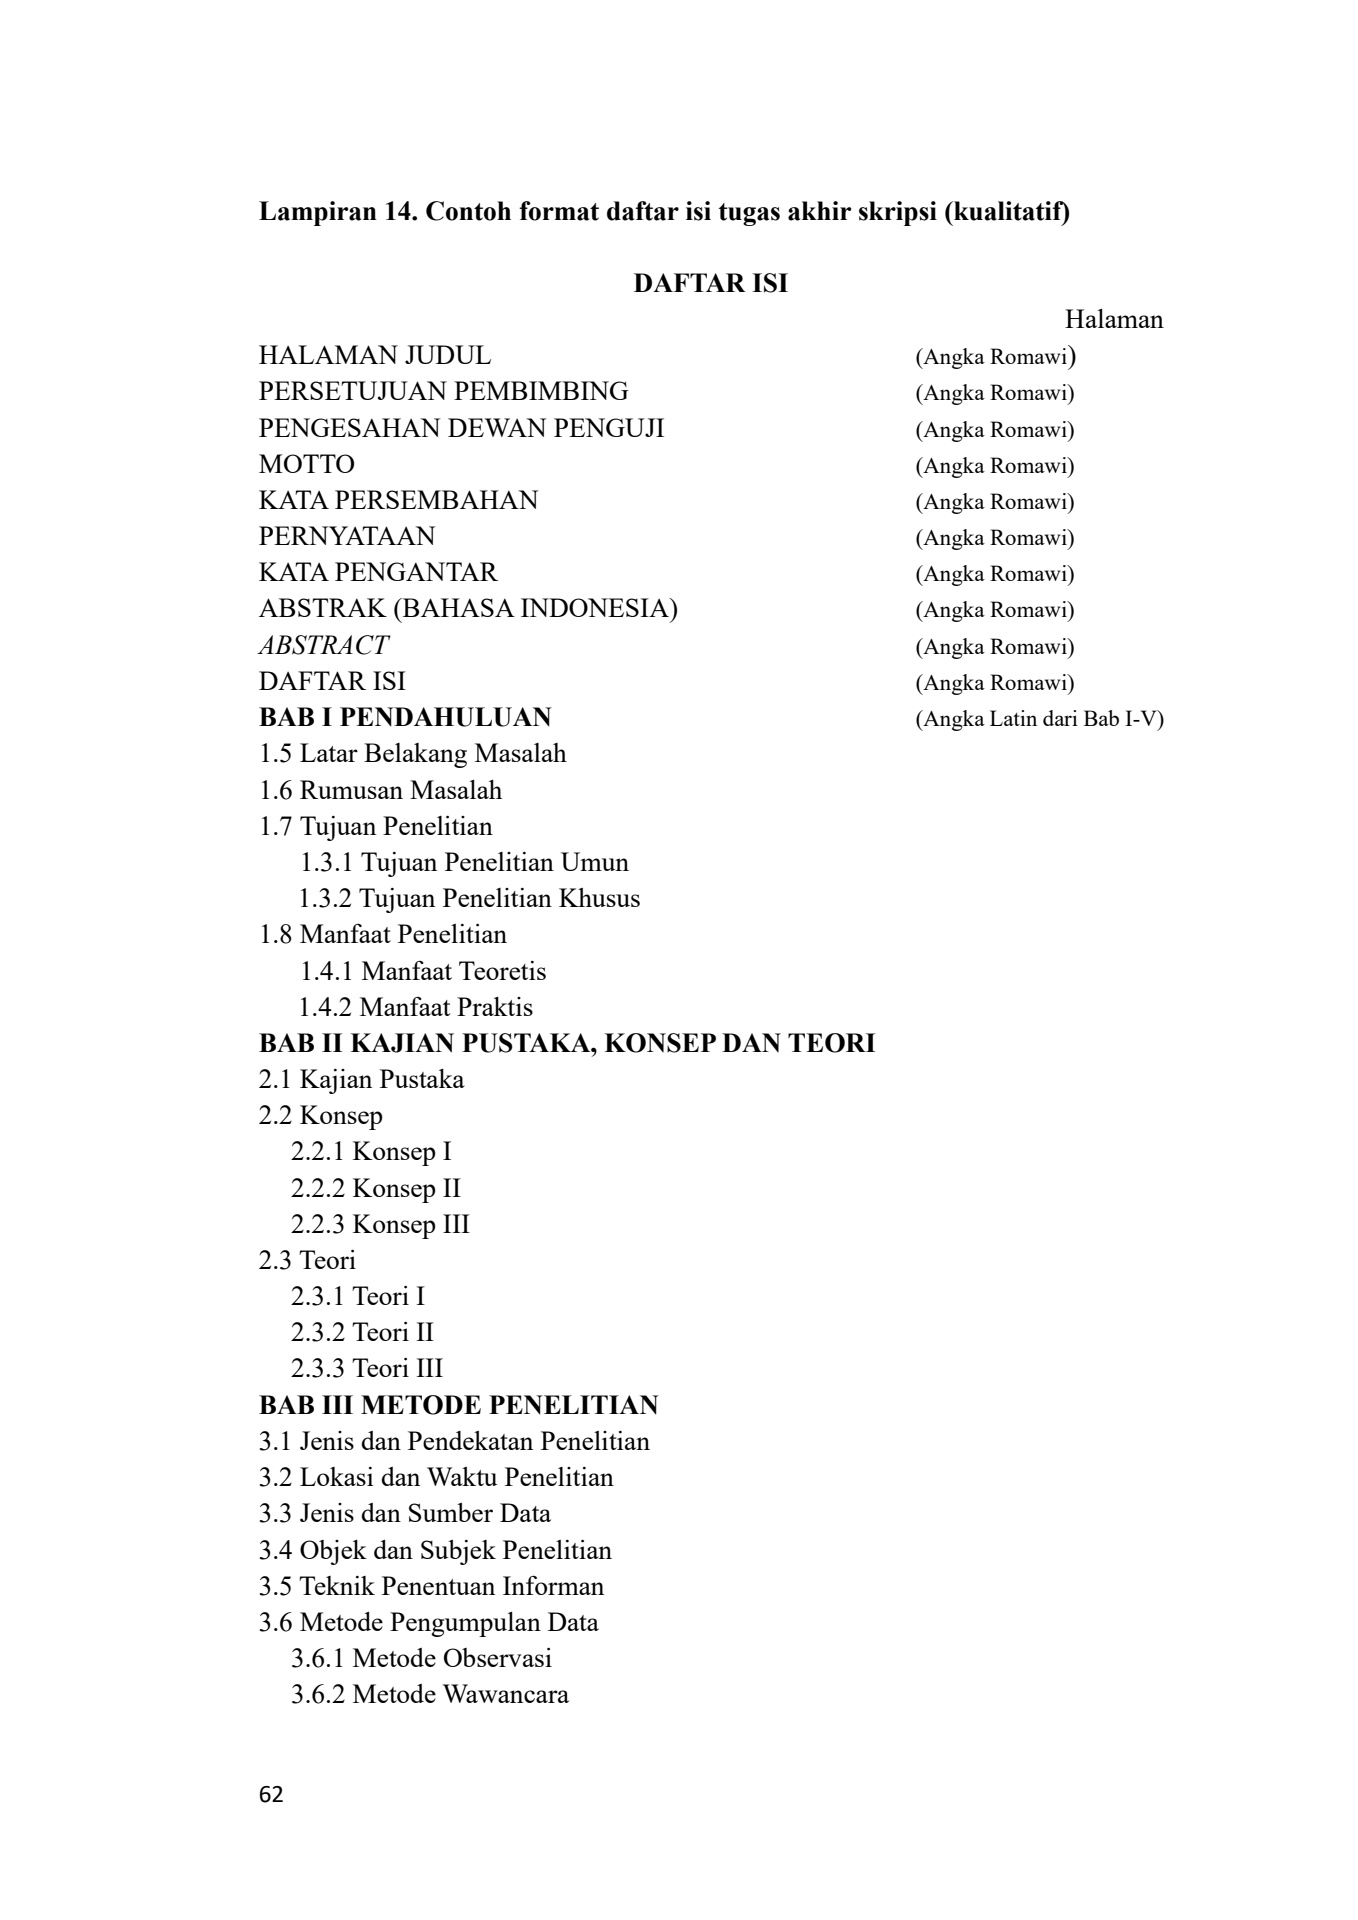 Lampiran 14. Contoh format daftar isi tugas akhir skripsi (kualitatif)
DAFTAR ISI
Halaman
HALAMAN JUDUL (Angka Romawi)
PERSETUJUAN PEMBIMBING (Angka Romawi)
PENGESAHAN DEWAN PENGUJI (Angka Romawi)
MOTTO (Angka Romawi)
KATA PERSEMBAHAN (Angka Romawi)
PERNYATAAN (Angka Romawi)
KATA PENGANTAR (Angka Romawi)
ABSTRAK (BAHASA INDONESIA) (Angka Romawi)
ABSTRACT (Angka Romawi)
DAFTAR ISI (Angka Romawi)
BAB I PENDAHULUAN (Angka Latin dari Bab I-V)
1.5 Latar Belakang Masalah
1.6 Rumusan Masalah
1.7 Tujuan Penelitian
1.3.1 Tujuan Penelitian Umun
1.3.2 Tujuan Penelitian Khusus
1.8 Manfaat Penelitian
1.4.1 Manfaat Teoretis
1.4.2 Manfaat Praktis
BAB II KAJIAN PUSTAKA, KONSEP DAN TEORI
2.1 Kajian Pustaka
2.2 Konsep
2.2.1 Konsep I
2.2.2 Konsep II
2.2.3 Konsep III
2.3 Teori
2.3.1 Teori I
2.3.2 Teori II
2.3.3 Teori III
BAB III METODE PENELITIAN
3.1 Jenis dan Pendekatan Penelitian
3.2 Lokasi dan Waktu Penelitian
3.3 Jenis dan Sumber Data
3.4 Objek dan Subjek Penelitian
3.5 Teknik Penentuan Informan
3.6 Metode Pengumpulan Data
3.6.1 Metode Observasi
3.6.2 Metode Wawancara
62